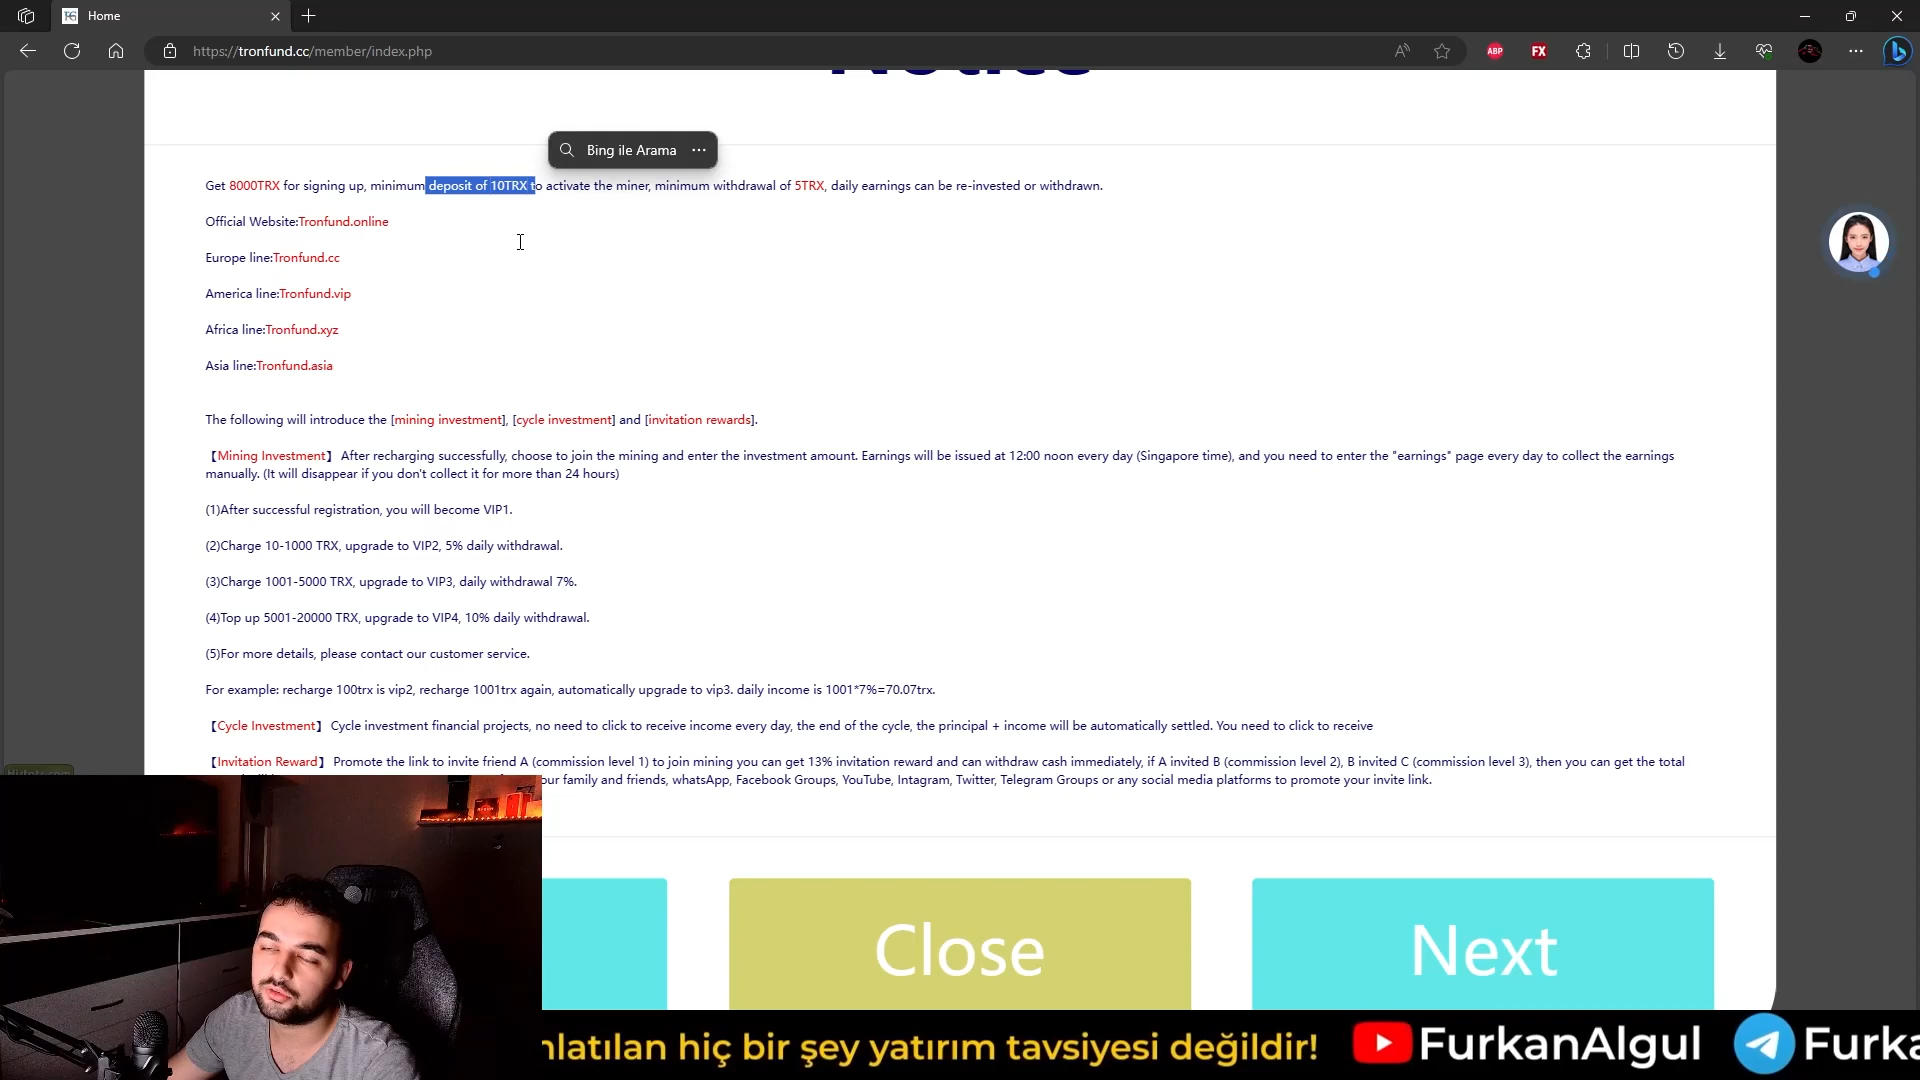 Home
https://tronfund.cc/member/index.php
ABP
FX
Bing ile Arama
Get 8000TRX for signing up, minimum deposit of 10TRX to activate the miner, minimum withdrawal of 5TRX, daily earnings can be re-invested or withdrawn.
Official Website:Tronfund.online
Europe line:Tronfund.cc
America line:Tronfund.vip
Africa line:Tronfund.xyz
Asia line:Tronfund.asia
The following will introduce the [mining investment], [cycle investment] and [invitation rewards].
【Mining Investment】 After recharging successfully, choose to join the mining and enter the investment amount. Earnings will be issued at 12:00 noon every day (Singapore time), and you need to enter the "earnings" page every day to collect the earnings
manually. (It will disappear if you don't collect it for more than 24 hours)
(1)After successful registration, you will become VIP1.
(2)Charge 10-1000 TRX, upgrade to VIP2, 5% daily withdrawal.
(3)Charge 1001-5000 TRX, upgrade to VIP3, daily withdrawal 7%.
(4)Top up 5001-20000 TRX, upgrade to VIP4, 10% daily withdrawal.
(5)For more details, please contact our customer service.
For example: recharge 100trx is vip2, recharge 1001trx again, automatically upgrade to vip3. daily income is 1001*7%=70.07trx.
【Cycle Investment】 Cycle investment financial projects, no need to click to receive income every day, the end of the cycle, the principal + income will be automatically settled. You need to click to receive
【Invitation Reward】 Promote the link to invite friend A (commission level 1) to join mining you can get 13% invitation reward and can withdraw cash immediately, if A invited B (commission level 2), B invited C (commission level 3), then you can get the total
our family and friends, whatsApp, Facebook Groups, YouTube, Intagram, Twitter, Telegram Groups or any social media platforms to promote your invite link.
Close
Next
nlatılan hiç bir şey yatırım tavsiyesi değildir!
FurkanAlgul
Furka